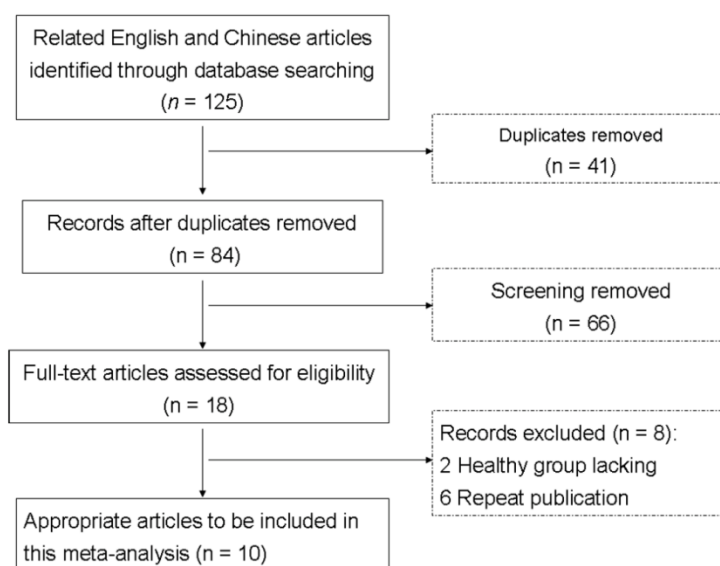 Related English and Chinese articles
identified through database searching
(n = 125)
Duplicates removed
(n = 41)
Records after duplicates removed
(n = 84)
Screening removed
(n = 66)
Full-text articles assessed for eligibility
(n = 18)
Records excluded (n = 8):
2 Healthy group lacking
6 Repeat publication
Appropriate articles to be included in
this meta-analysis (n = 10)